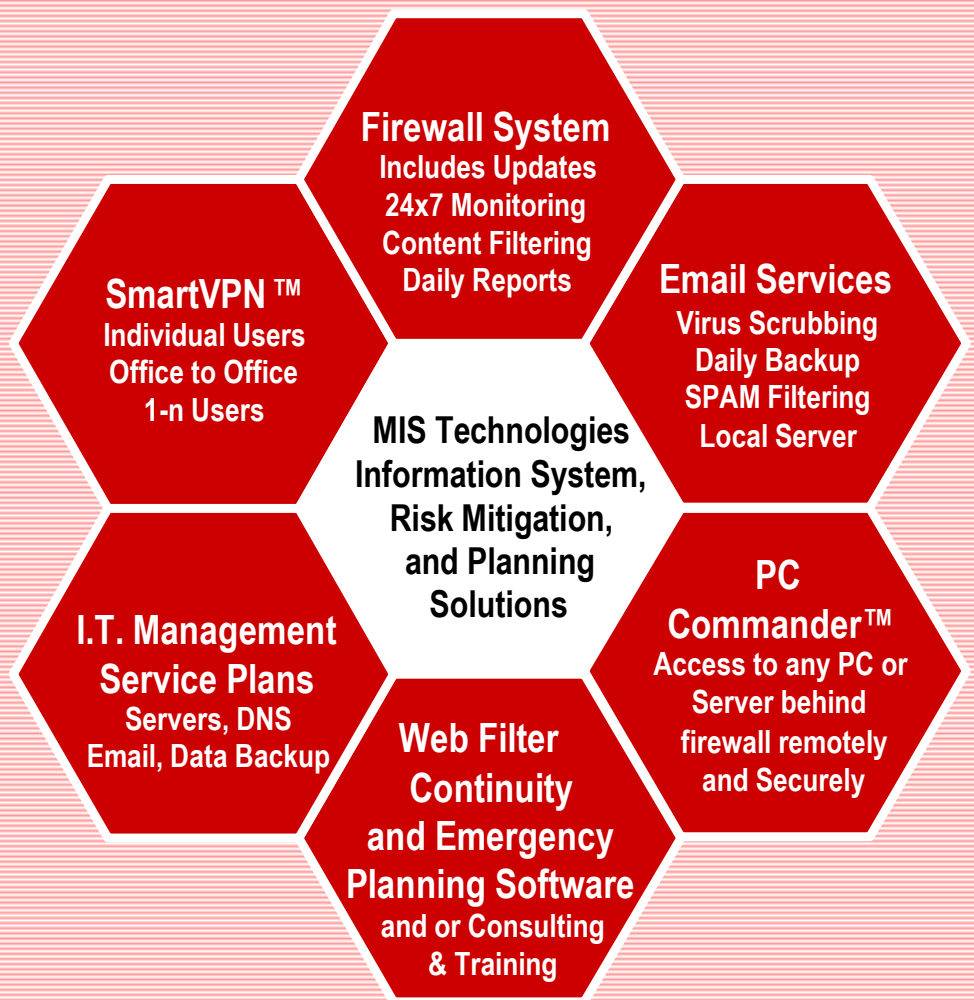 Firewall System
Includes Updates
24x7 Monitoring
Content Filtering
Daily Reports
SmartVPN ™
Individual Users
Office to Office
1-n Users
Email Services
Virus Scrubbing
Daily Backup
SPAM Filtering
Local Server
MIS Technologies
Information System,
Risk Mitigation,
and Planning
Solutions
I.T. Management
Service Plans
Servers, DNS
Email, Data Backup
PC
Commander™
Access to any PC or
Server behind
firewall remotely
and Securely
Web Filter
Continuity
and Emergency
Planning Software
and or Consulting
& Training